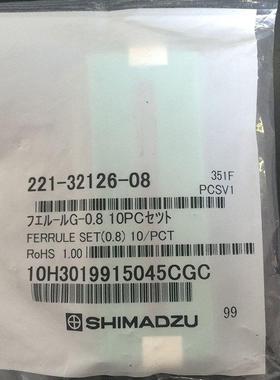 221-32126-08
351F
PCSV1
フエルールG-0.8 10PCセット
FERRULE SET(0.8) 10/PCT
RoHS 1.00
10H3019915045CGC
SHIMADZU
99